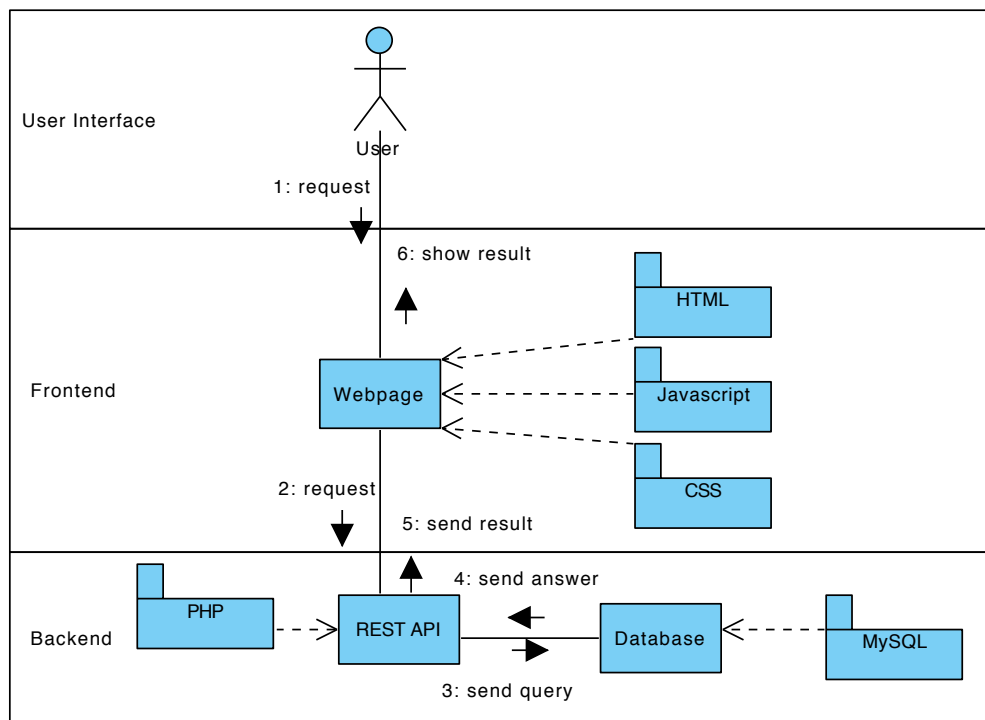 User Interface
User
1: request
6: show result
HTML
Frontend
Webpage
Javascript
CSS
2: request
5: send result
4: send answer
Backend
PHP
REST API
Database
MySQL
3: send query